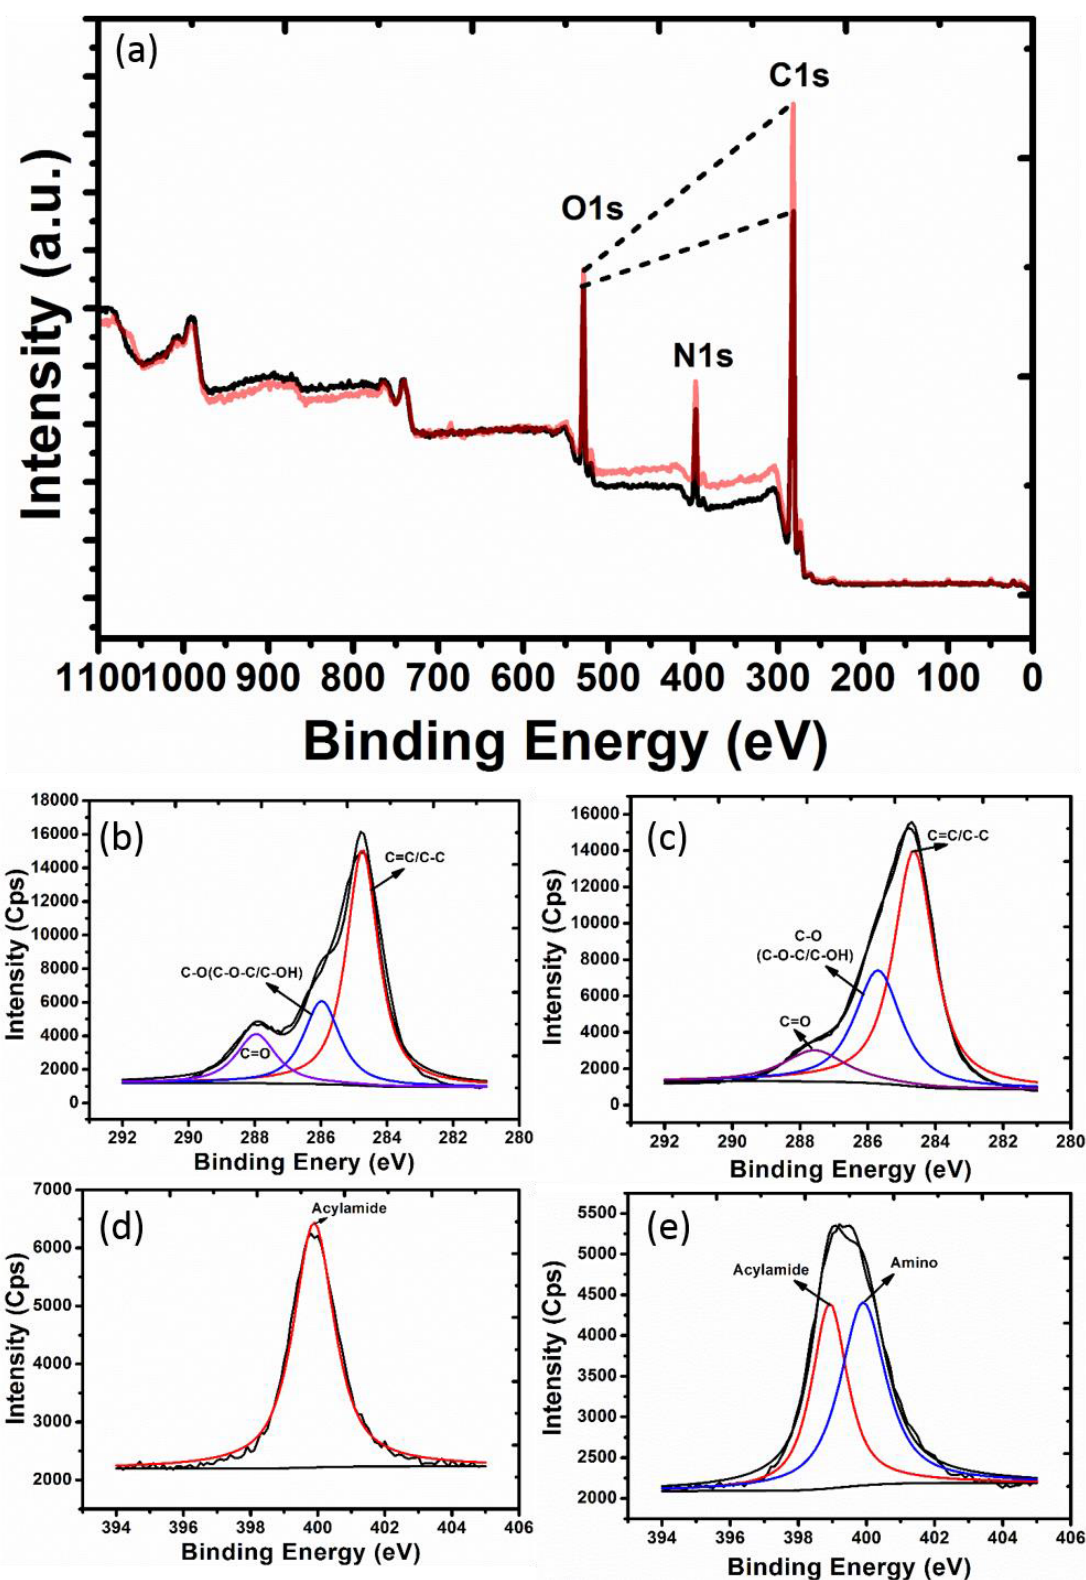 (a)
C1s
O1s
N1s
Intensity (a.u.)
1100 1000 900 800 700 600 500 400 300 200 100 0
Binding Energy (eV)
(b)
18000
16000
14000
12000
10000
8000
6000
4000
2000
0
Intensity (Cps)
C=C/C-C
C-O(C-O-C/C-OH)
C=O
292 290 288 286 284 282 280
Binding Enery (eV)
(c)
16000
14000
12000
10000
8000
6000
4000
2000
0
Intensity (Cps)
C=C/C-C
C-O
(C-O-C/C-OH)
C=O
292 290 288 286 284 282 280
Binding Energy (eV)
(d)
7000
6000
5000
4000
3000
2000
Intensity (Cps)
Acylamide
394 396 398 400 402 404 406
Binding Energy (eV)
(e)
5500
5000
4500
4000
3500
3000
2500
2000
Intensity (Cps)
Acylamide
Amino
394 396 398 400 402 404 406
Binding Energy (eV)